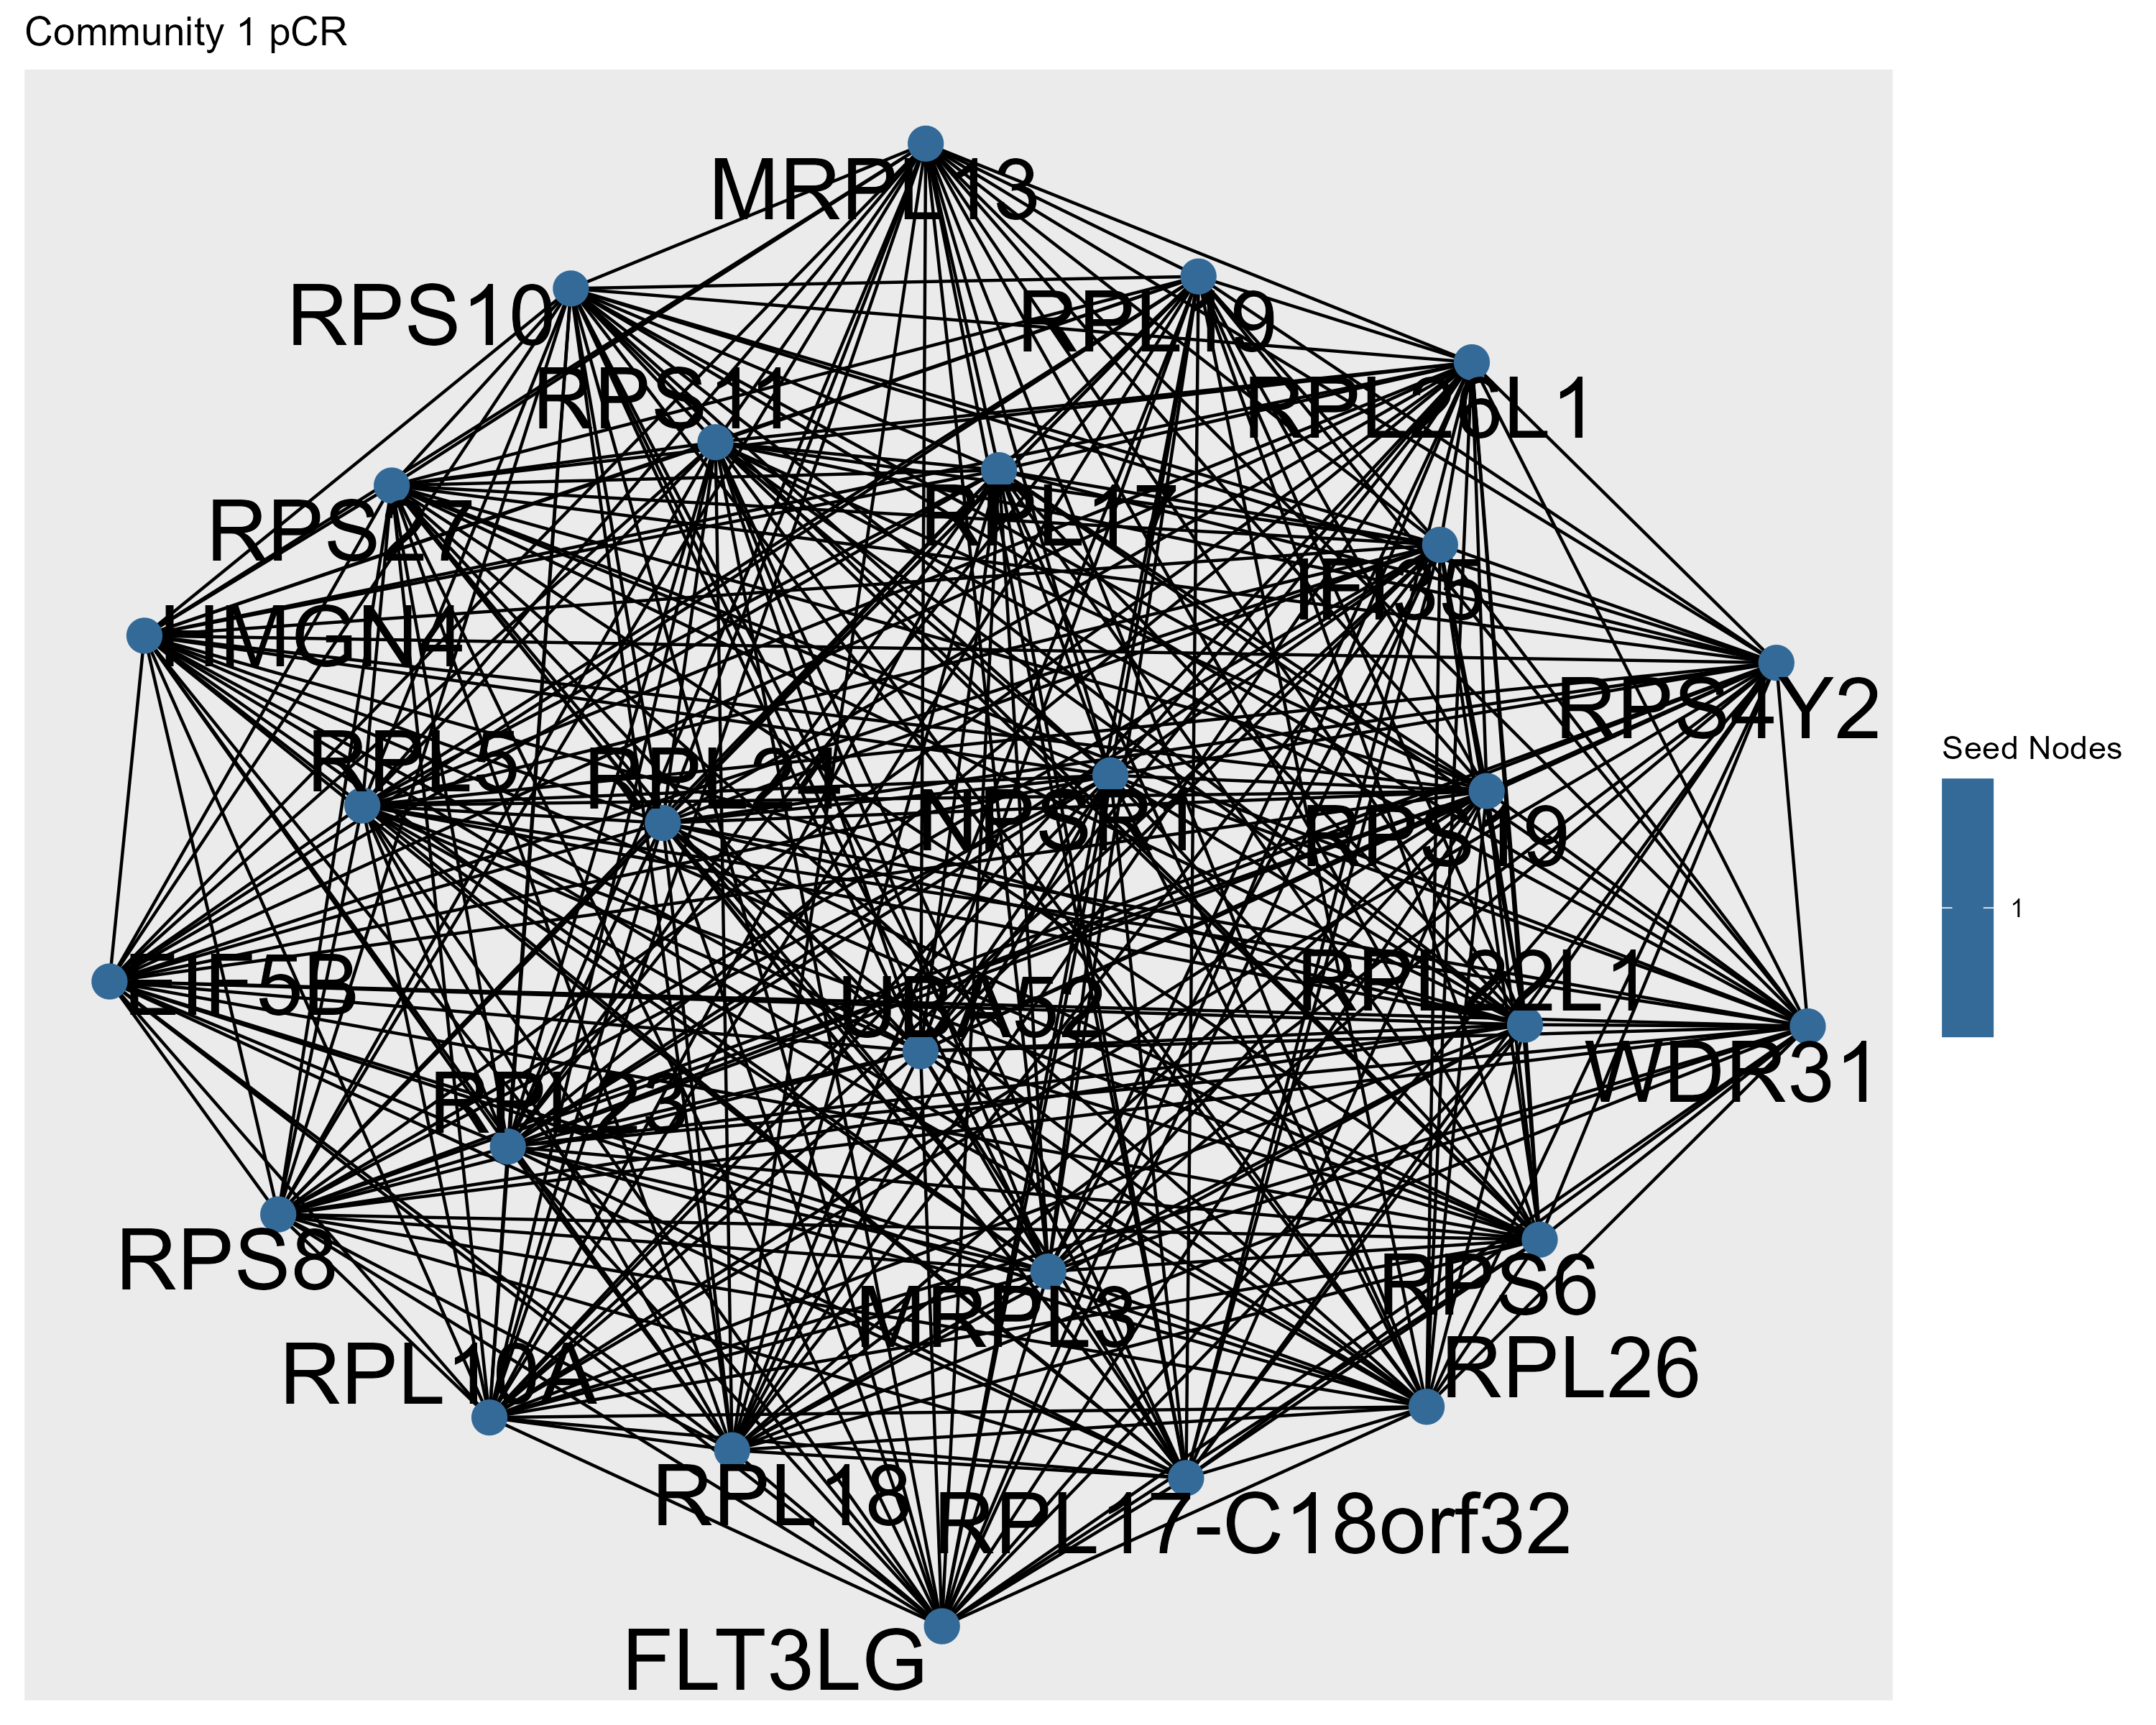 Community 1 pCR
MRPL13
RPS10
RPL19
RPS11
RPL26L1
RPS27
RPL17
IFI35
HMGN4
RPS4Y2
RPL5
RPL24
NPSR1
RPS19
Seed Nodes
1
EIF5B
UBA52
RPL22L1
WDR31
RPL23
RPS8
MRPL3
RPS6
RPL10A
RPL26
RPL18
RPL17-C18orf32
FLT3LG